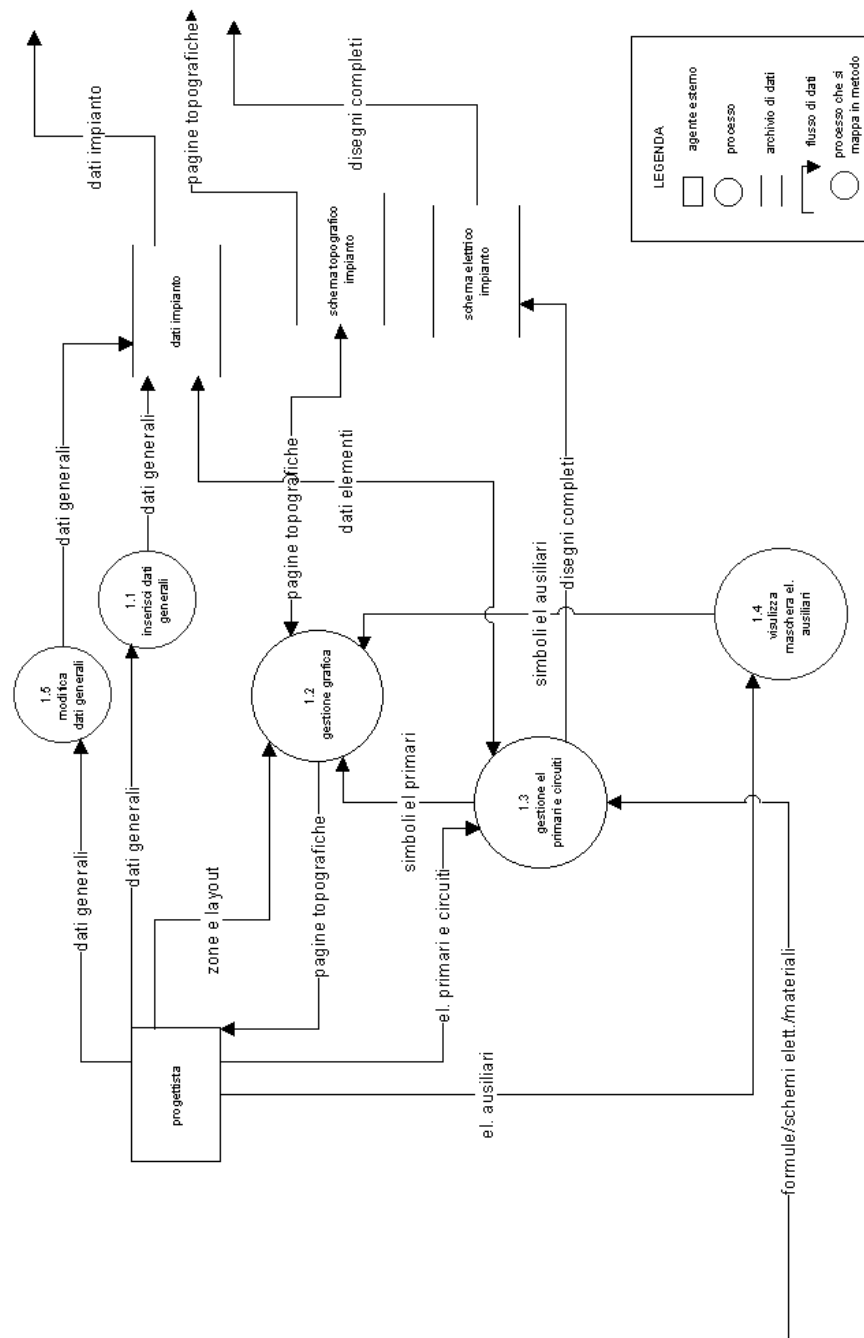 dati impianto
pagine topografiche
disegni completi
LEGENDA
agente esterno
processo
archivio di dati
flusso di dati
processo che si
mappa in metodo
dati impianto
schema topografico
impianto
schema elettrico
impianto
dati generali
dati generali
pagine topografiche
dati elementi
disegni completi
simboli el ausiliari
1.1
inserisci dati
generali
1.5
modifica
dati generali
1.2
gestione grafica
1.3
gestione el
primari e circuiti
1.4
visulizza
maschera el.
ausiliari
simboli el primari
dati generali
dati generali
zone e layout
pagine topografiche
el. primari e circuiti
el. ausiliari
formule/schemi elett./materiali
progettista